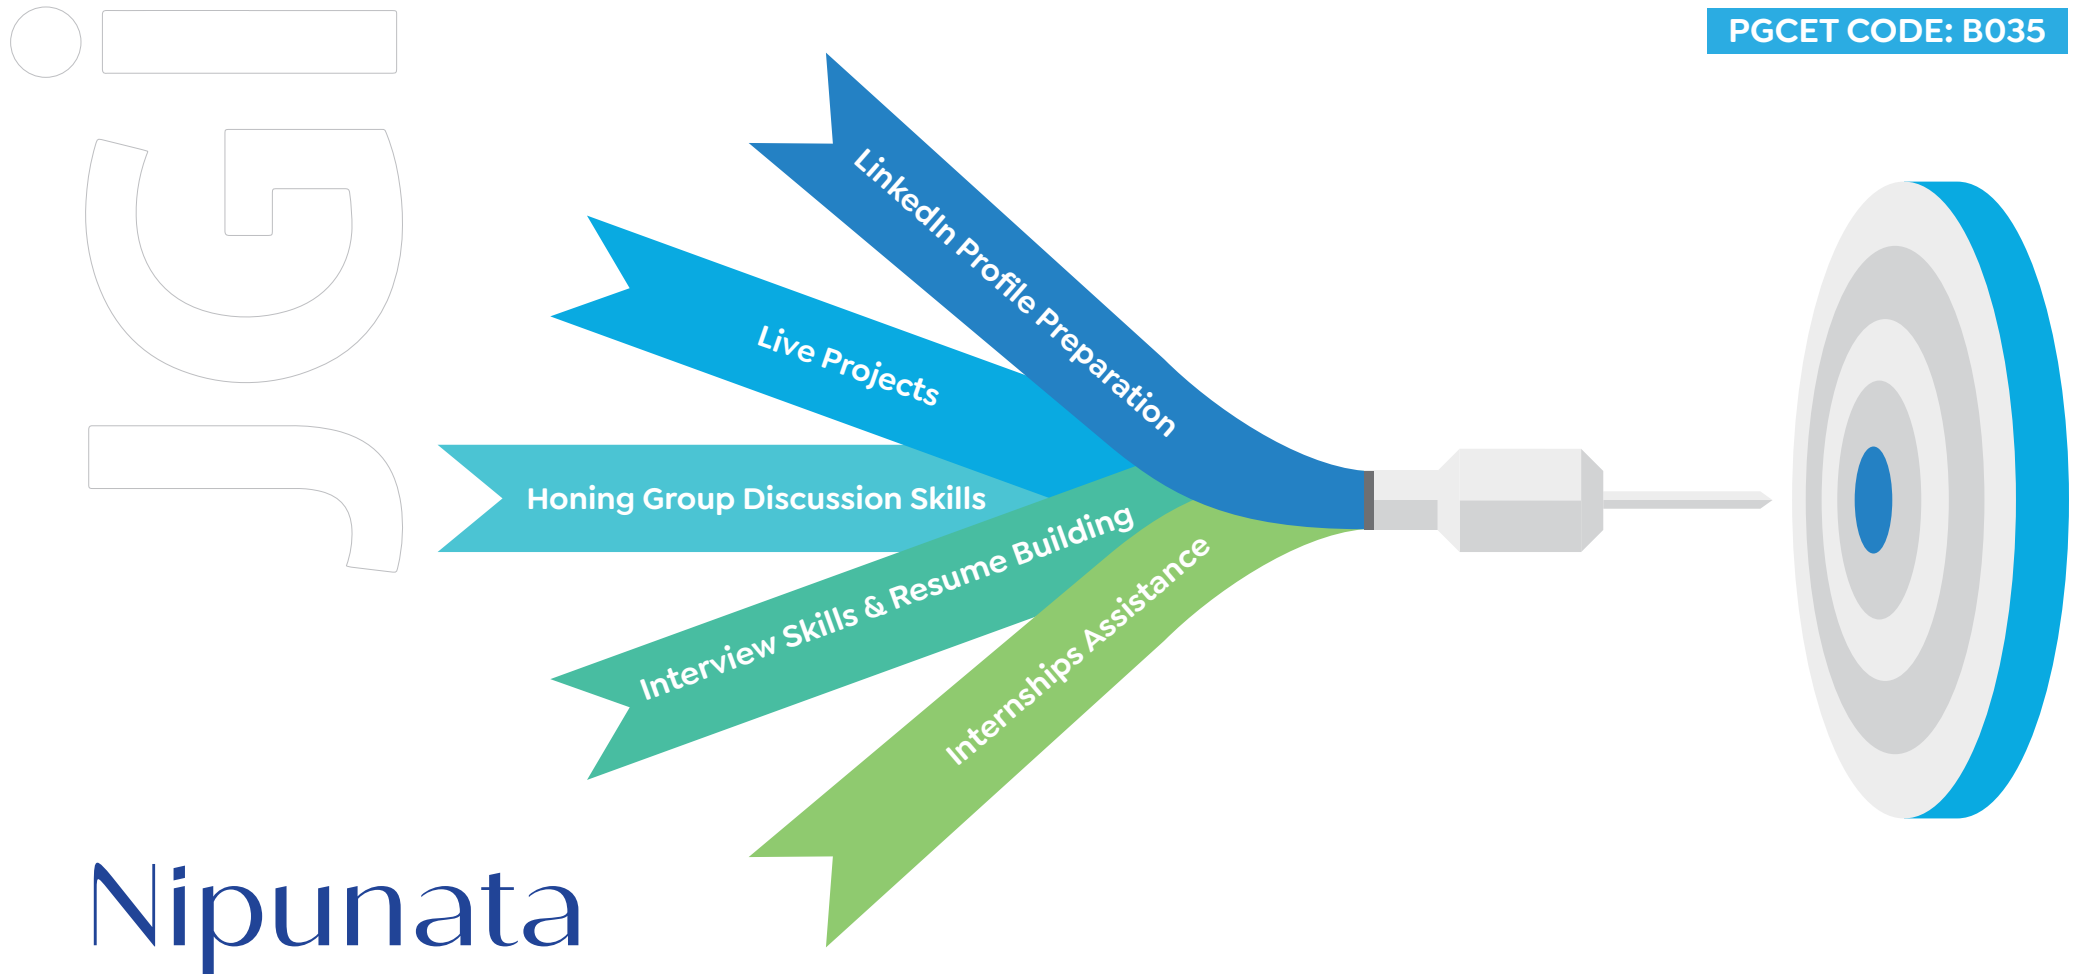 JGi
PGCET CODE: B035
LinkedIn Profile Preparation
Live Projects
Honing Group Discussion Skills
Interview Skills & Resume Building
Internships Assistance
Nipunata